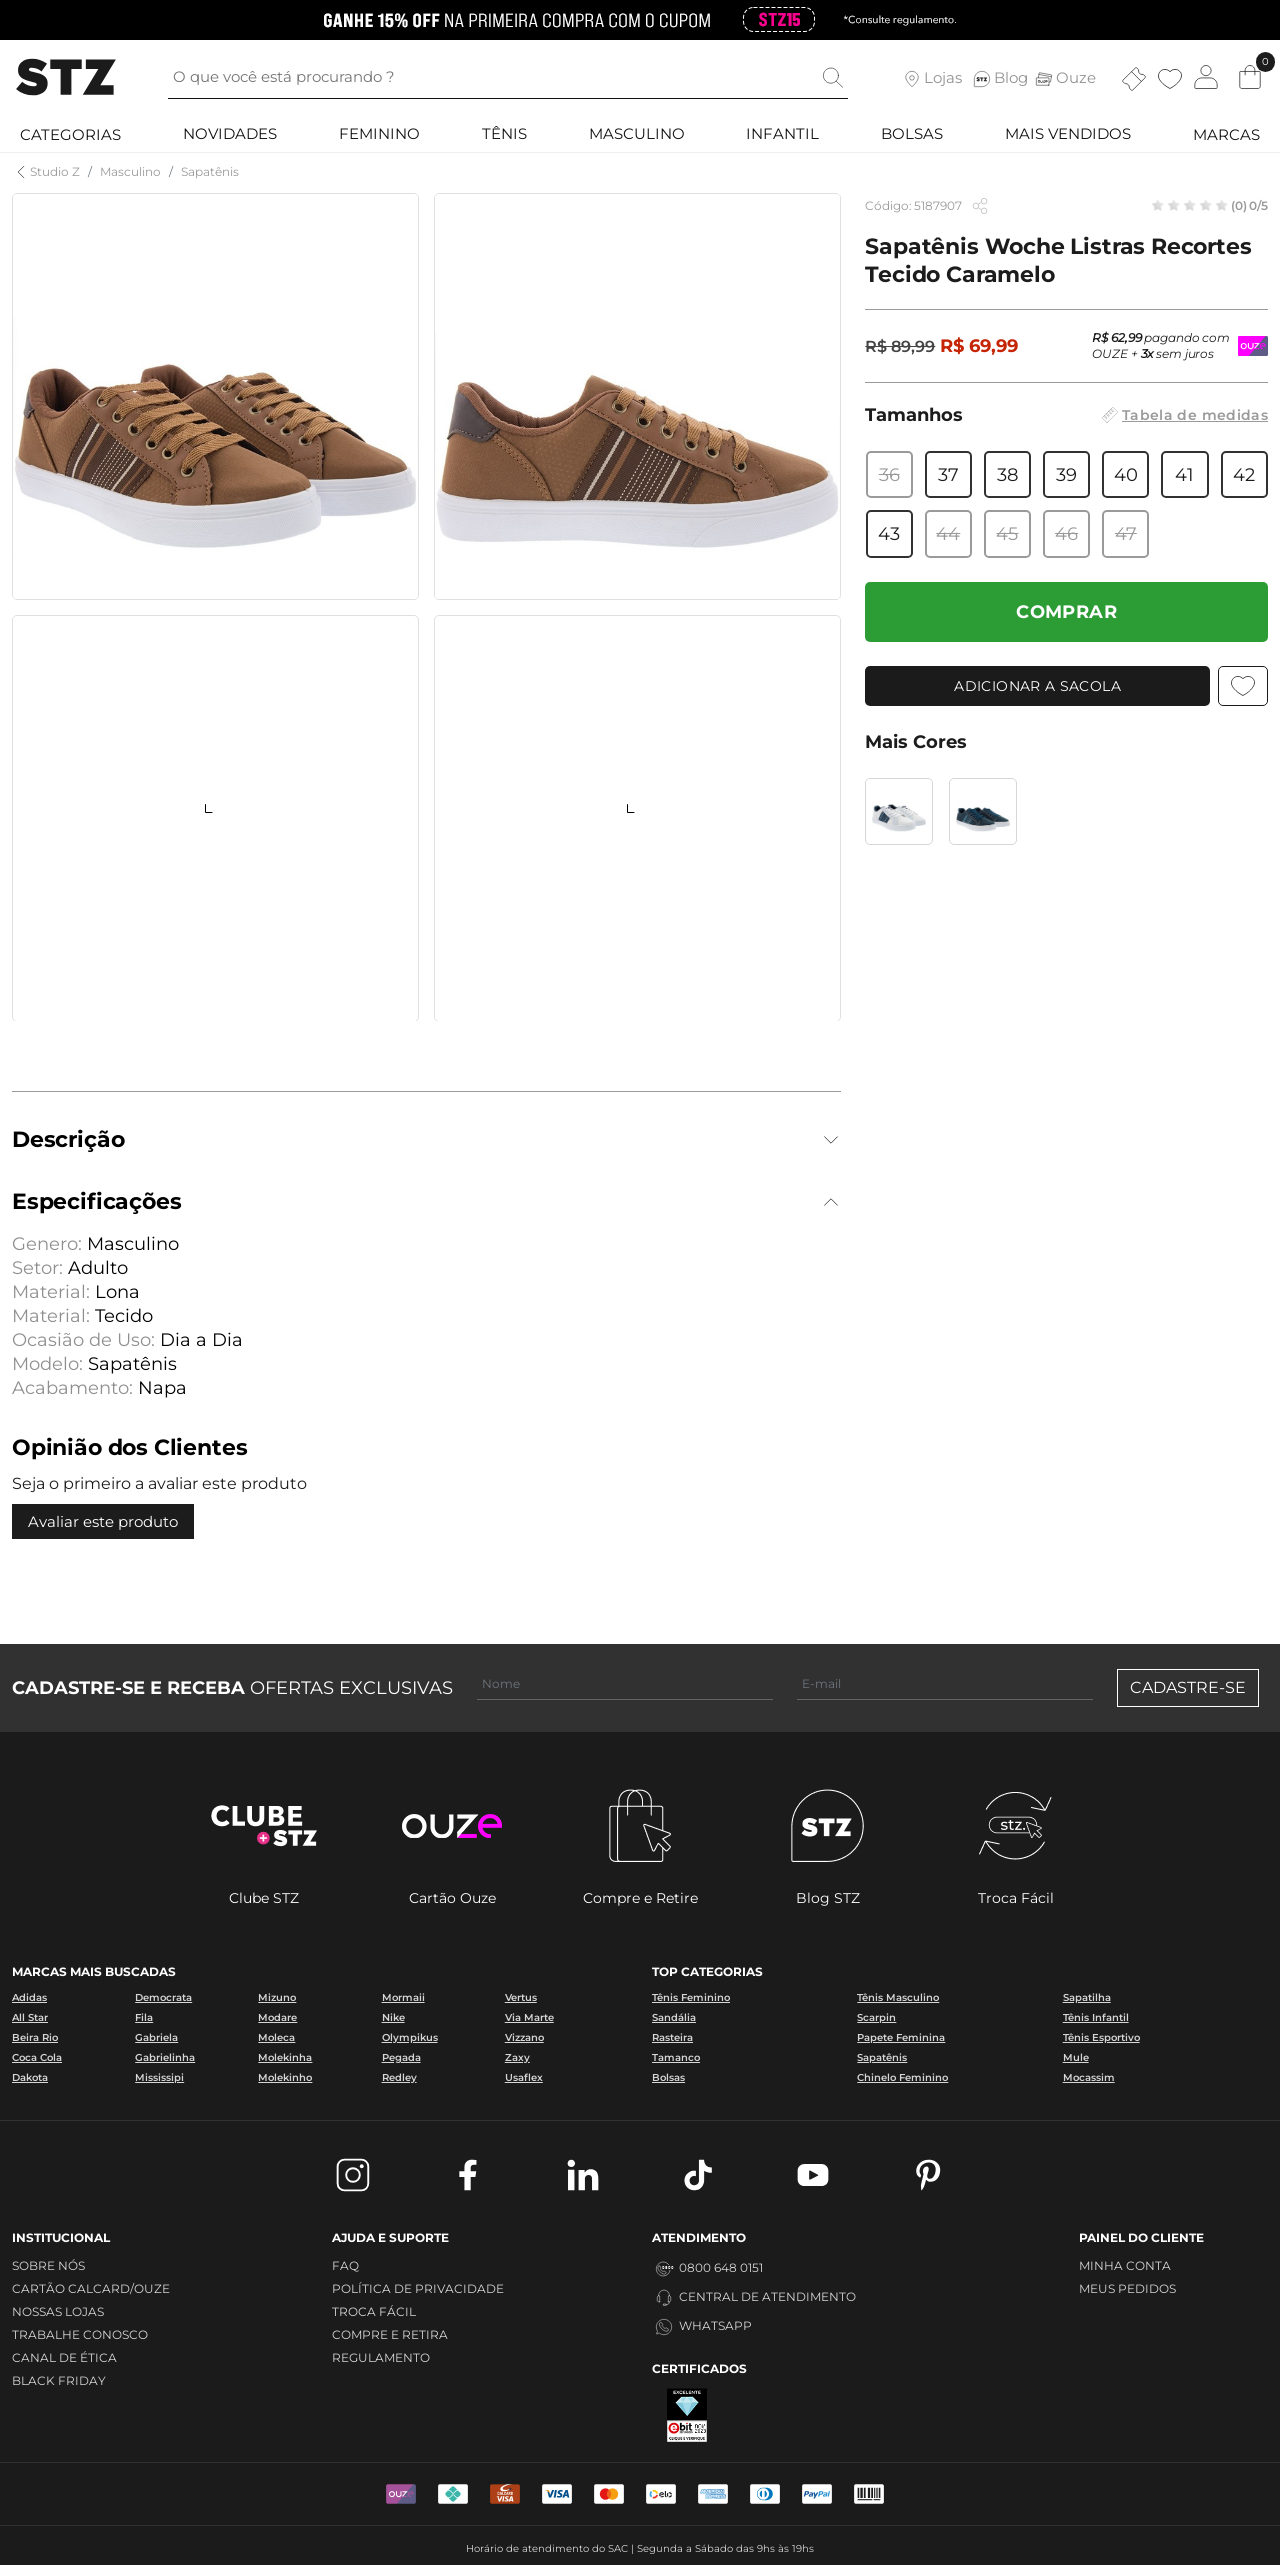 GANHE 15% OFF NA PRIMEIRA COMPRA COM O CUPOM STZ15 *Consulte regulamento.
STZ
O que você está procurando ?
Lojas
STZ Blog
Ouze
0
CATEGORIAS NOVIDADES FEMININO TÊNIS MASCULINO INFANTIL BOLSAS MAIS VENDIDOS MARCAS
Studio Z / Masculino / Sapatênis
Código: 5187907
(0) 0/5
Sapatênis Woche Listras Recortes
Tecido Caramelo
R$ 89,99 R$ 69,99
R$ 62,99 pagando com
OUZE + 3x sem juros
OUZE
Tamanhos
Tabela de medidas
36 37 38 39 40 41 42
43 44 45 46 47
COMPRAR
ADICIONAR A SACOLA
Mais Cores
Descrição
Especificações
Genero: Masculino
Setor: Adulto
Material: Lona
Material: Tecido
Ocasião de Uso: Dia a Dia
Modelo: Sapatênis
Acabamento: Napa
Opinião dos Clientes
Seja o primeiro a avaliar este produto
Avaliar este produto
CADASTRE-SE E RECEBA OFERTAS EXCLUSIVAS
Nome
E-mail
CADASTRE-SE
CLUBE
+STZ
ouze
STZ
stz.
Clube STZ
Cartão Ouze
Compre e Retire
Blog STZ
Troca Fácil
MARCAS MAIS BUSCADAS
Adidas Democrata Mizuno Mormaii Vertus
All Star Fila Modare Nike Via Marte
Beira Rio Gabriela Moleca Olympikus Vizzano
Coca Cola Gabrielinha Molekinha Pegada Zaxy
Dakota Mississipi Molekinho Redley Usaflex
TOP CATEGORIAS
Tênis Feminino Tênis Masculino Sapatilha
Sandália Scarpin Tênis Infantil
Rasteira Papete Feminina Tênis Esportivo
Tamanco Sapatênis Mule
Bolsas Chinelo Feminino Mocassim
INSTITUCIONAL
SOBRE NÓS
CARTÃO CALCARD/OUZE
NOSSAS LOJAS
TRABALHE CONOSCO
CANAL DE ÉTICA
BLACK FRIDAY
AJUDA E SUPORTE
FAQ
POLÍTICA DE PRIVACIDADE
TROCA FÁCIL
COMPRE E RETIRA
REGULAMENTO
ATENDIMENTO
0800 648 0151
CENTRAL DE ATENDIMENTO
WHATSAPP
CERTIFICADOS
EXCELENTE
ebit
CLIQUE E VERIFIQUE
PAINEL DO CLIENTE
MINHA CONTA
MEUS PEDIDOS
VISA
VISA
elo
PayPal
Horário de atendimento do SAC | Segunda a Sábado das 9hs às 19hs